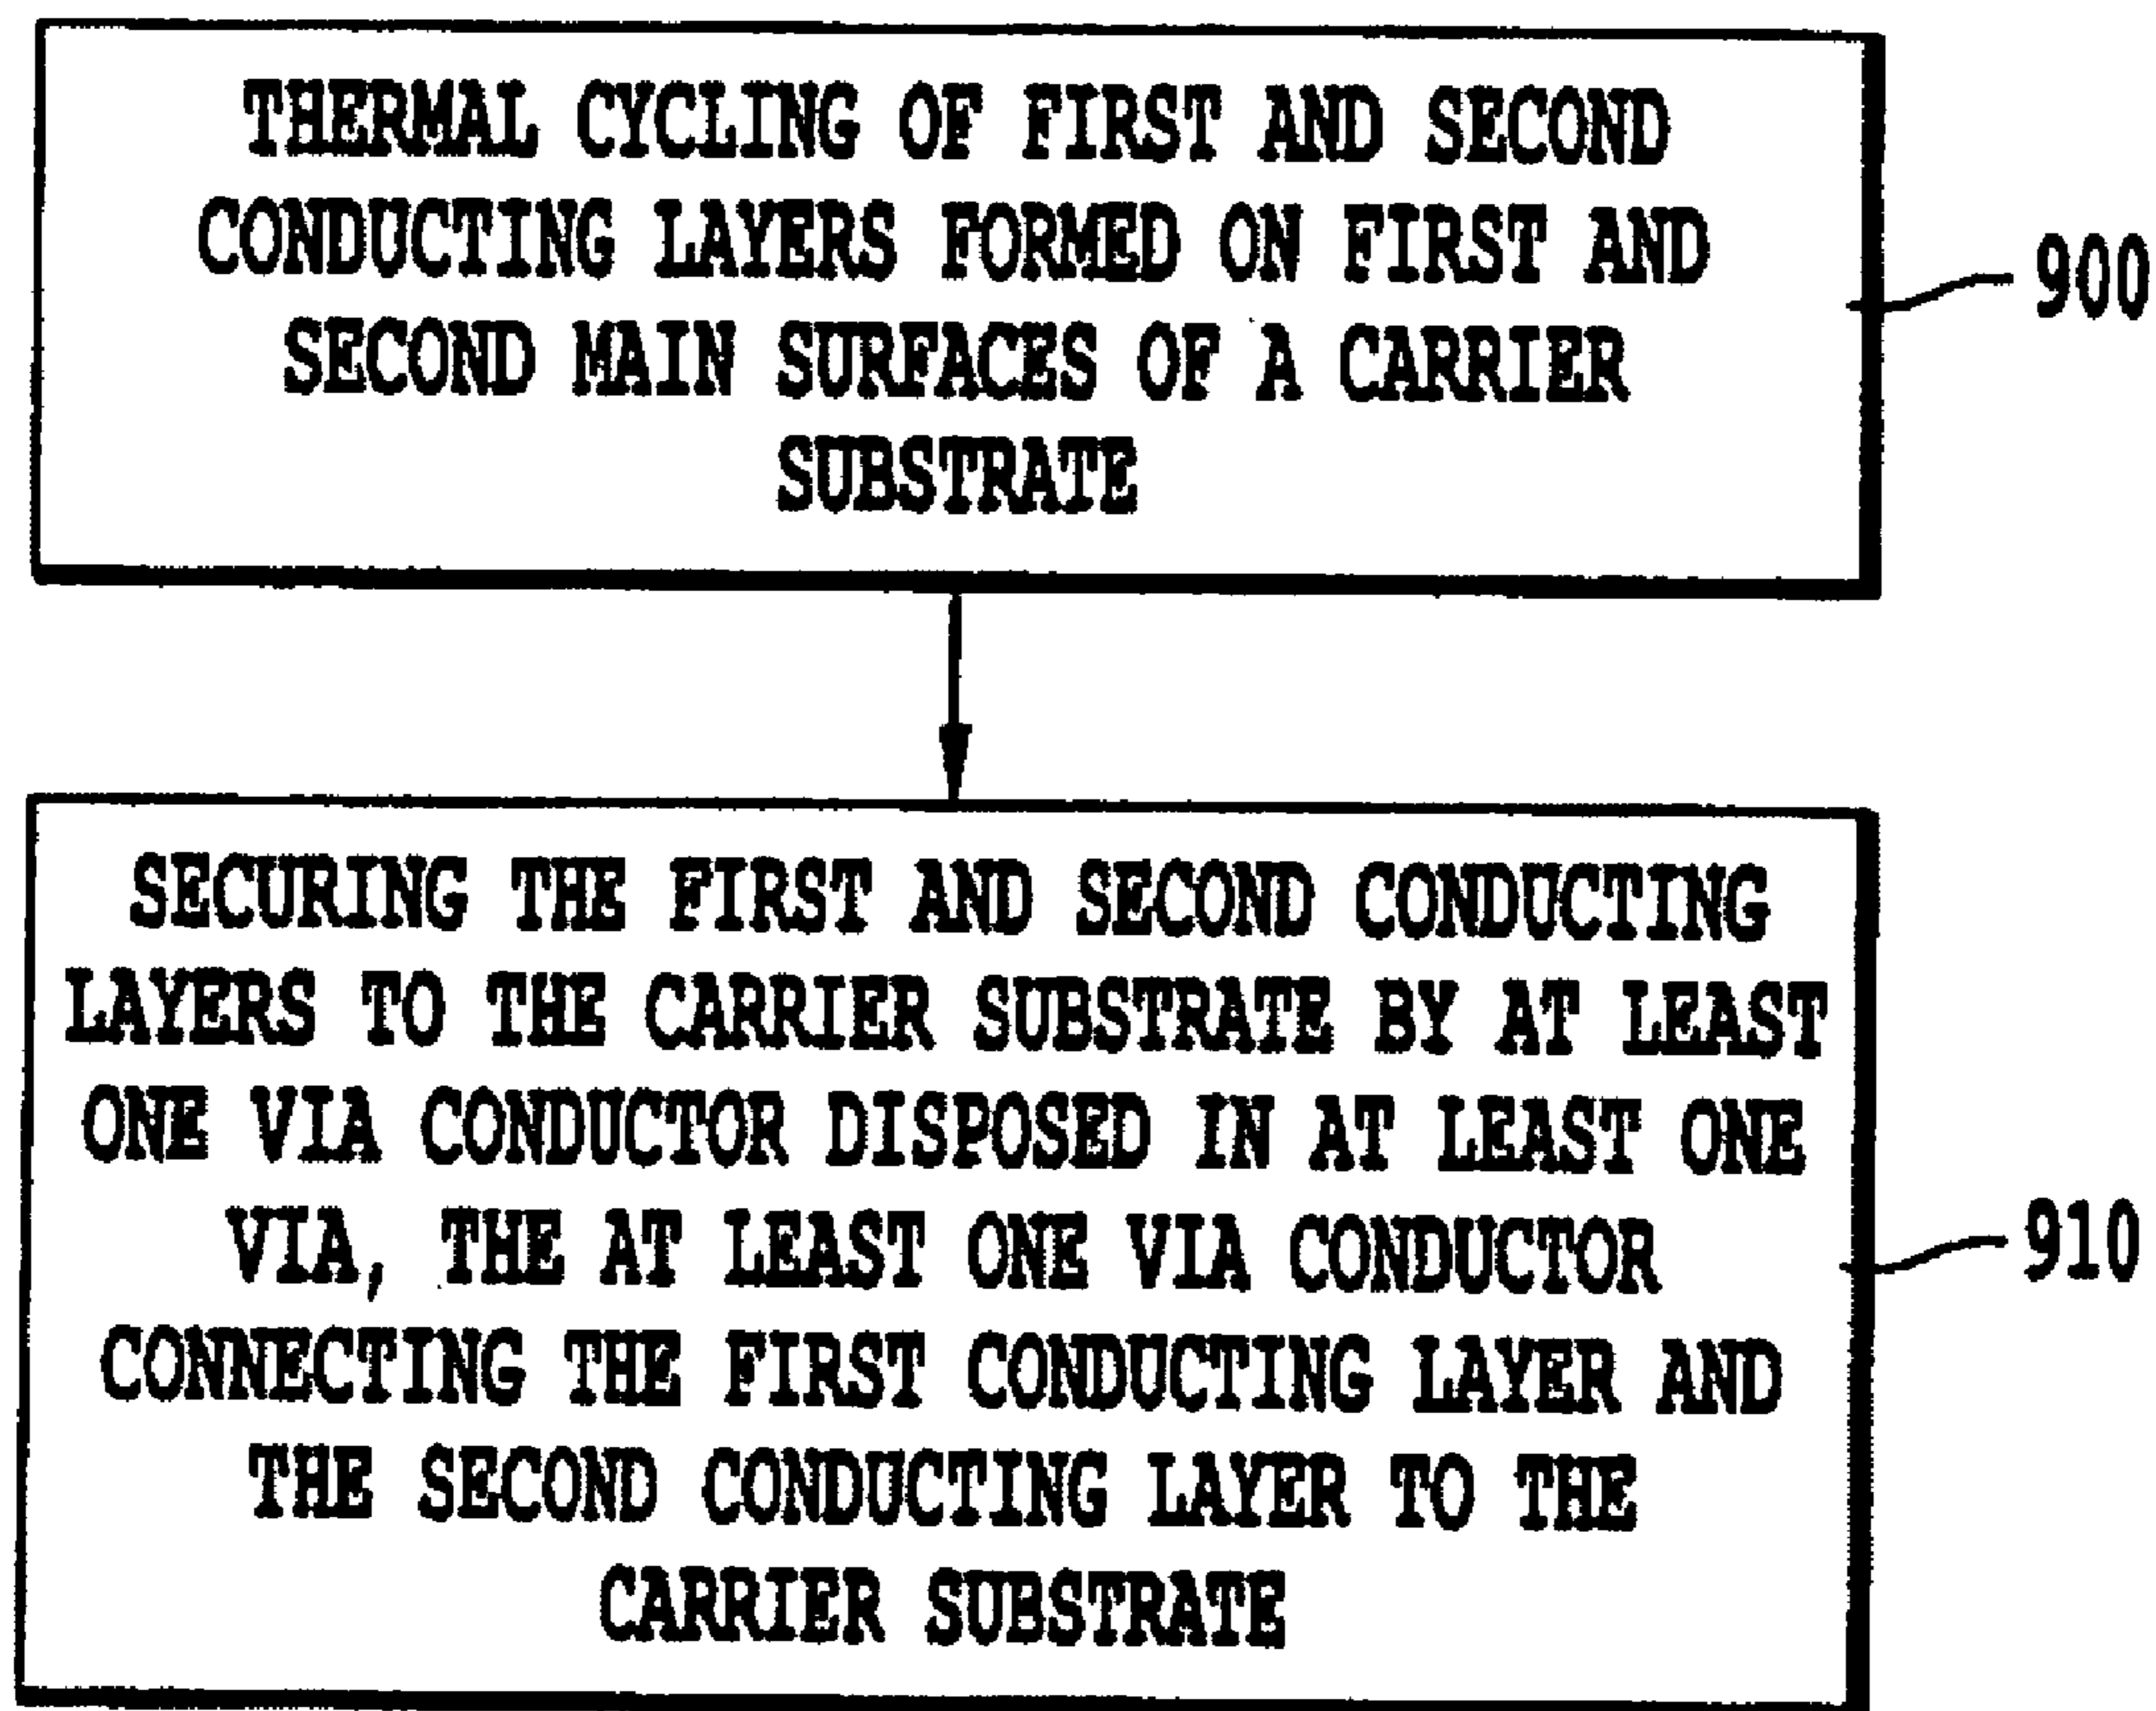 THERMAL CYCLING OF FIRST AND SECOND
CONDUCTING LAYERS FORMED ON FIRST AND
SECOND MAIN SURFACES OF A CARRIER
SUBSTRATE
900
SECURING THE FIRST AND SECOND CONDUCTING
LAYERS TO THE CARRIER SUBSTRATE BY AT LEAST
ONE VIA CONDUCTOR DISPOSED IN AT LEAST ONE
VIA, THE AT LEAST ONE VIA CONDUCTOR
CONNECTING THE FIRST CONDUCTING LAYER AND
THE SECOND CONDUCTING LAYER TO THE
CARRIER SUBSTRATE
910